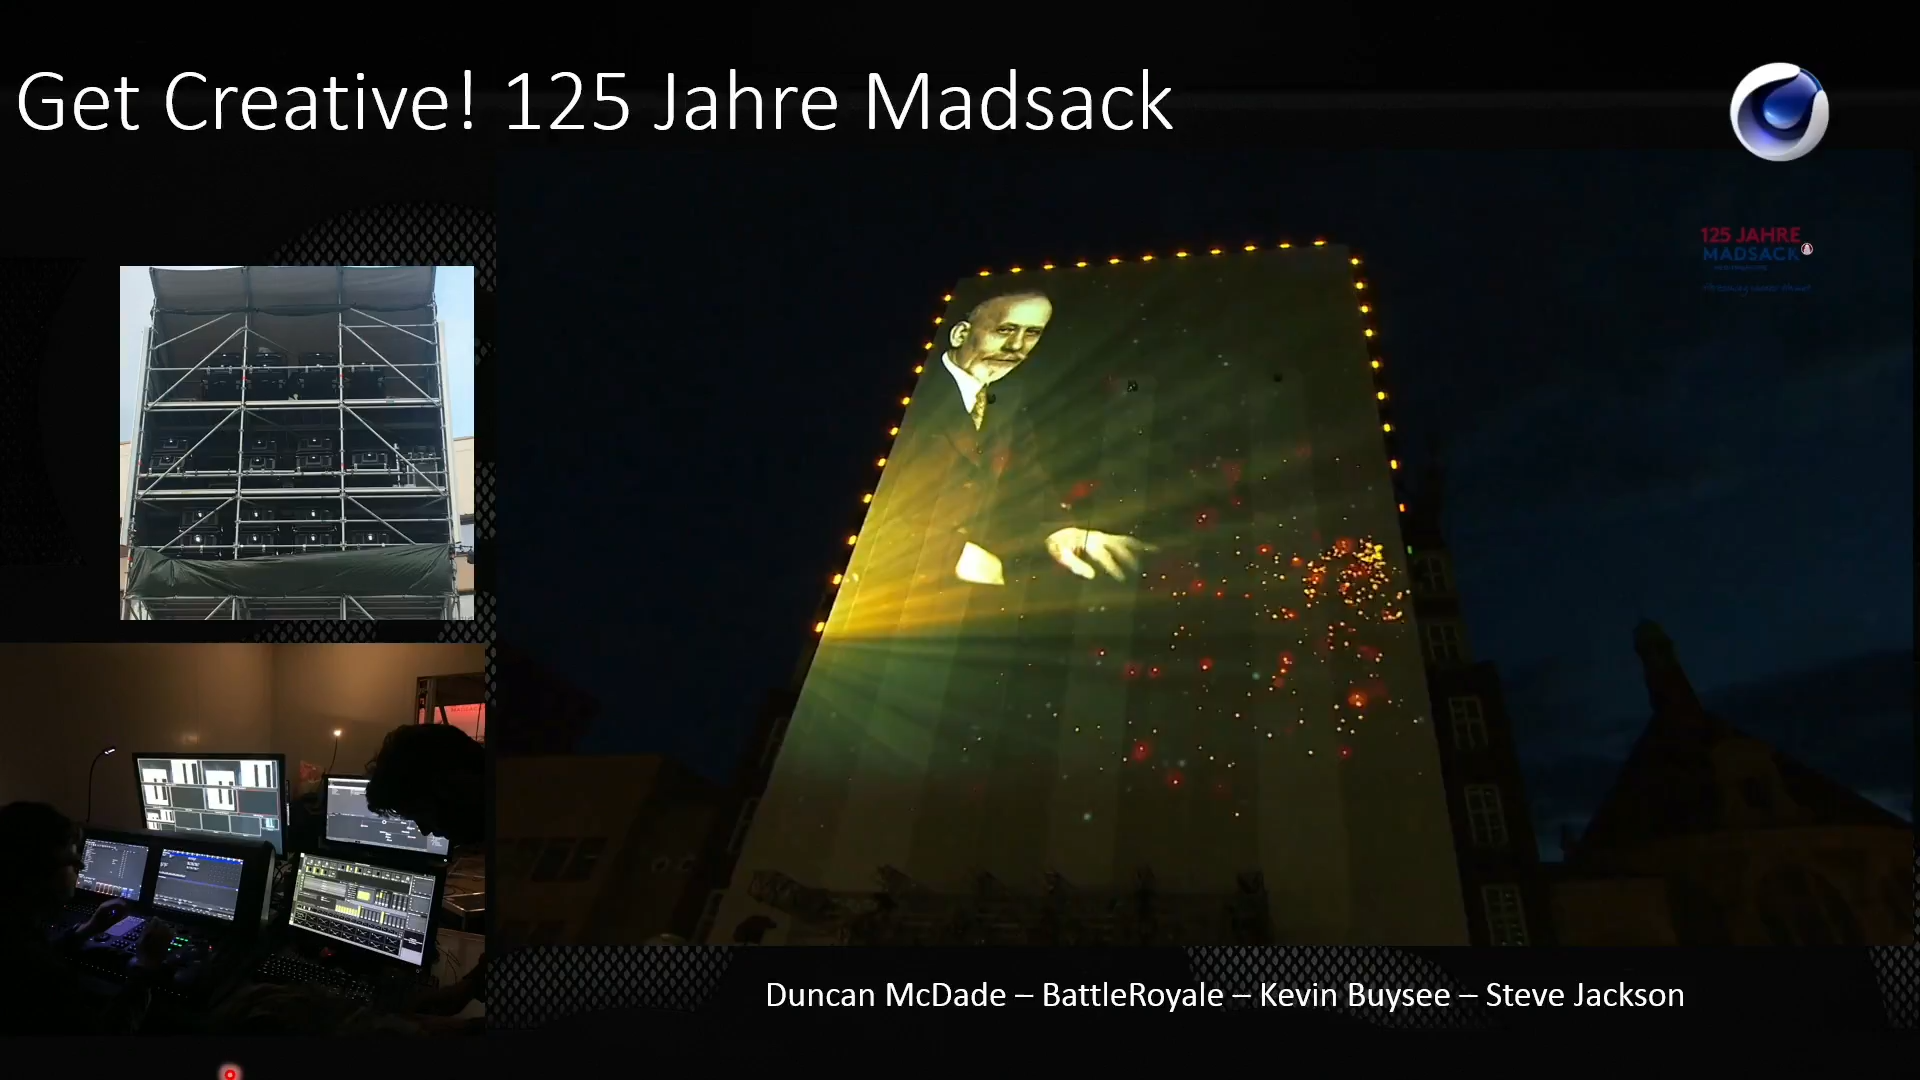 Get Creative! 125 Jahre Madsack
125 JAHRE
MADSACK
Duncan McDade – BattleRoyale – Kevin Buysee – Steve Jackson